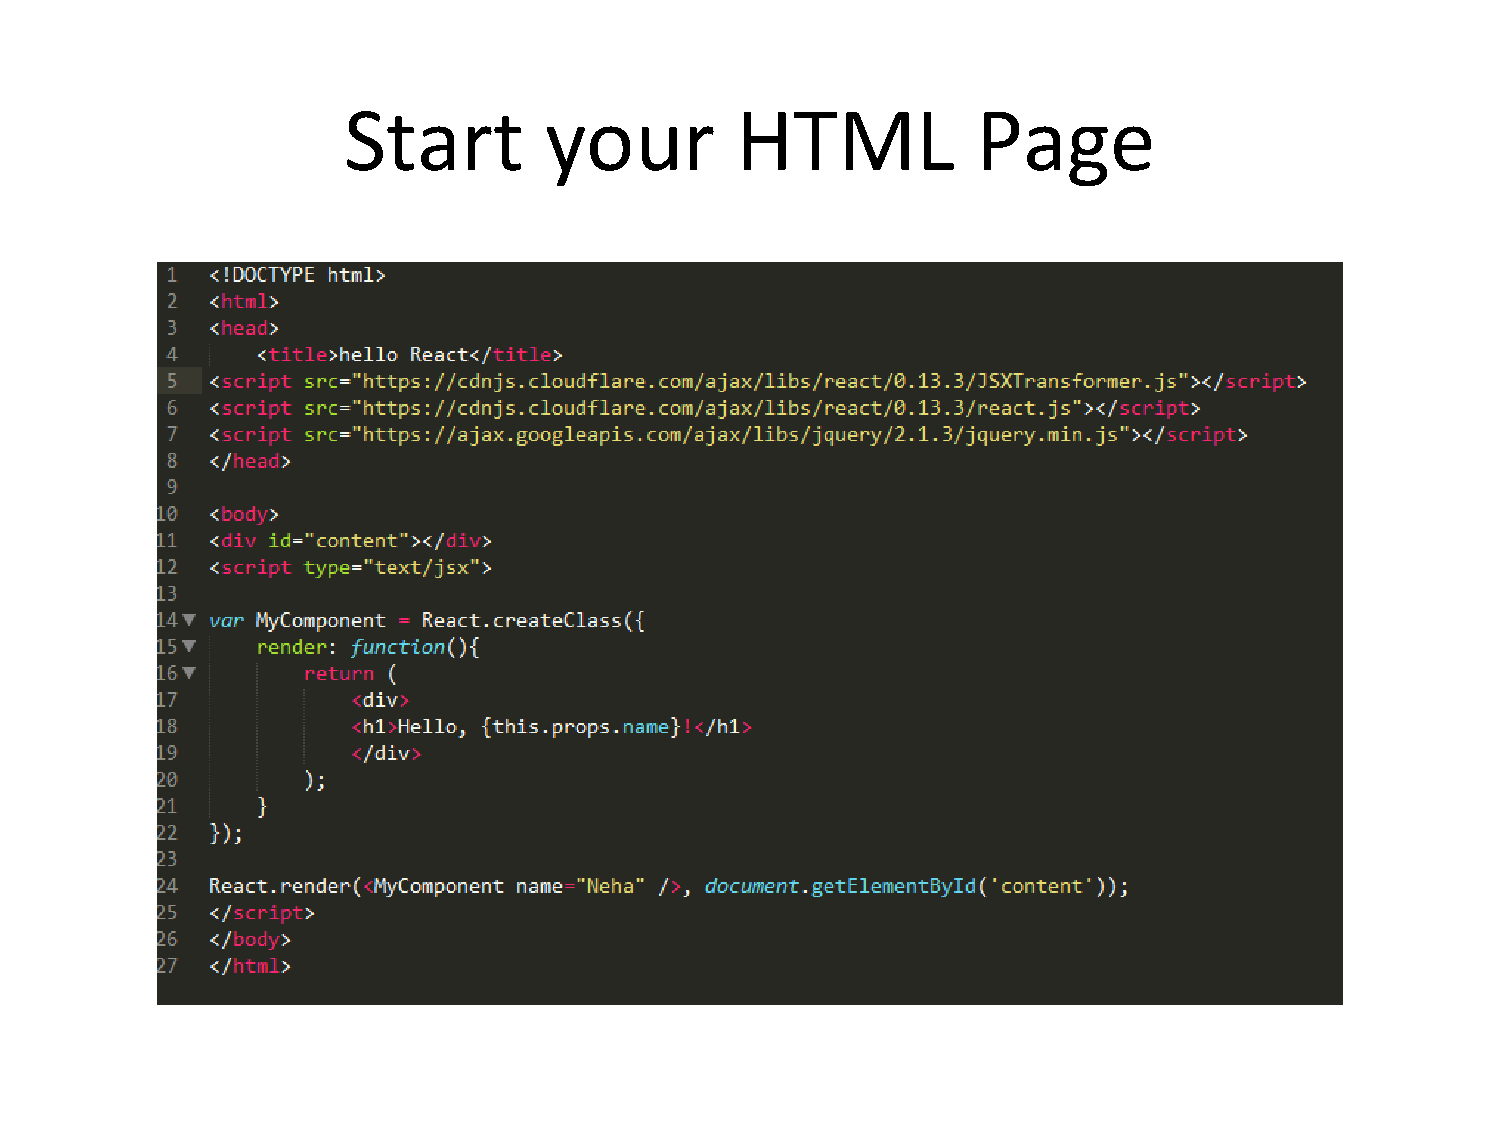 Start your HTML Page
1 <!DOCTYPE html>
2 <html>
3 <head>
4     <title>hello React</title>
5 <script src="https://cdnjs.cloudflare.com/ajax/libs/react/0.13.3/JSXTransformer.js"></script>
6 <script src="https://cdnjs.cloudflare.com/ajax/libs/react/0.13.3/react.js"></script>
7 <script src="https://ajax.googleapis.com/ajax/libs/jquery/2.1.3/jquery.min.js"></script>
8 </head>
9
10 <body>
11 <div id="content"></div>
12 <script type="text/jsx">
13
14 var MyComponent = React.createClass({
15     render: function(){
16         return (
17             <div>
18             <h1>Hello, {this.props.name}!</h1>
19             </div>
20         );
21     }
22 });
23
24 React.render(<MyComponent name="Neha" />, document.getElementById('content'));
25 </script>
26 </body>
27 </html>